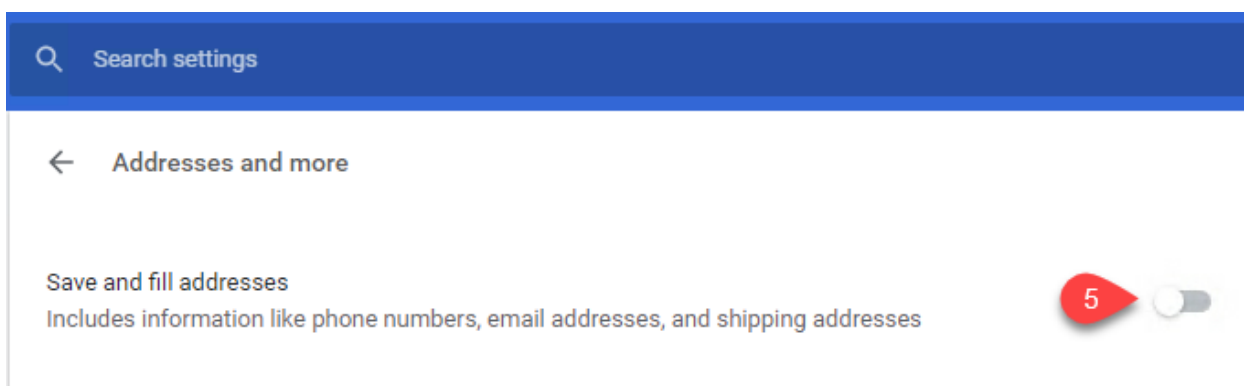 Search settings
Addresses and more
Save and fill addresses
Includes information like phone numbers, email addresses, and shipping addresses
5